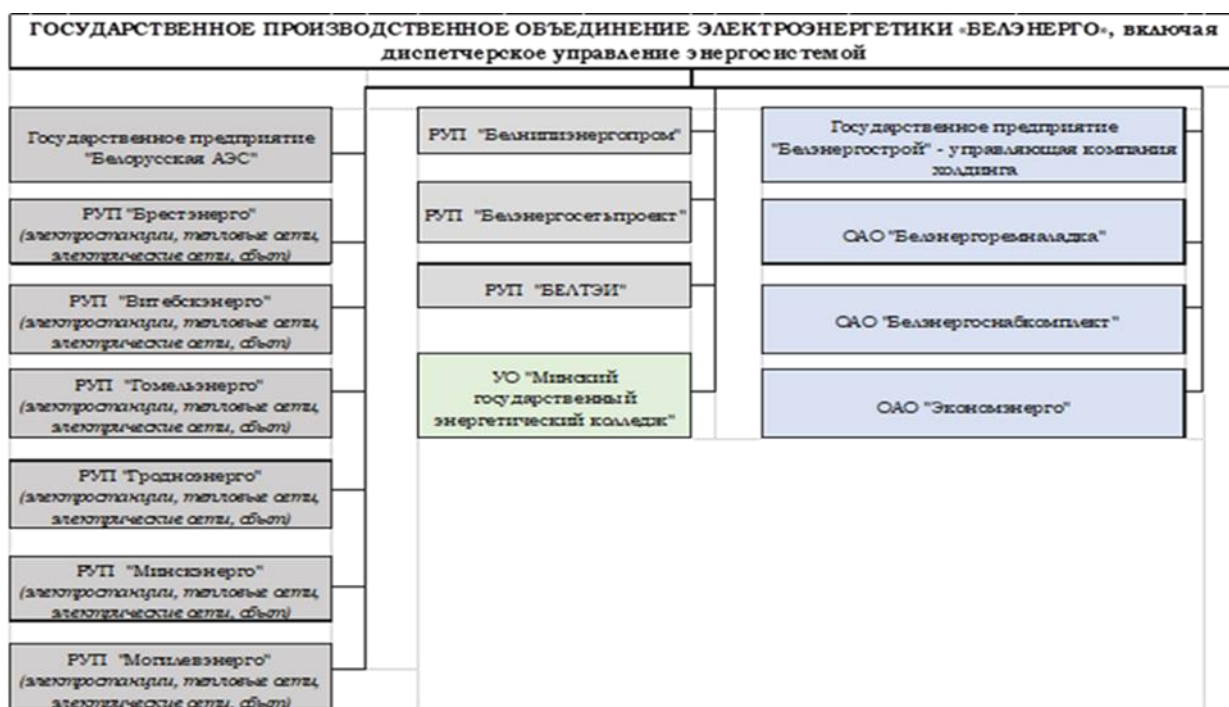 ГОСУДАРСТВЕННОЕ ПРОИЗВОДСТВЕННОЕ ОБЪЕДИНЕНИЕ ЭЛЕКТРОЭНЕРГЕТИКИ «БЕЛЭНЕРГО», включая
диспетчерское управление энергосистемой
Государственное предприятие
"Белорусская АЭС"
РУП "Брестэнерго"
(электростанции, тепловые сети,
электрические сети, сбыт)
РУП "Витебскэнерго"
(электростанции, тепловые сети,
электрические сети, сбыт)
РУП "Гомельэнерго"
(электростанции, тепловые сети,
электрические сети, сбыт)
РУП "Гродноэнерго"
(электростанции, тепловые сети,
электрические сети, сбыт)
РУП "Минскэнерго"
(электростанции, тепловые сети,
электрические сети, сбыт)
РУП "Могилевэнерго"
(электростанции, тепловые сети,
электрические сети, сбыт)
РУП "Белнипиэнергопром"
РУП "Белэнергосетьпроект"
РУП "БЕЛТЭИ"
УО "Минский
государственный
энергетический колледж"
Государственное предприятие
"Белэнергострой" - управляющая компания
холдинга
ОАО "Белэнергоремналадка"
ОАО "Белэнергоснабкомплект"
ОАО "Экономэнерго"